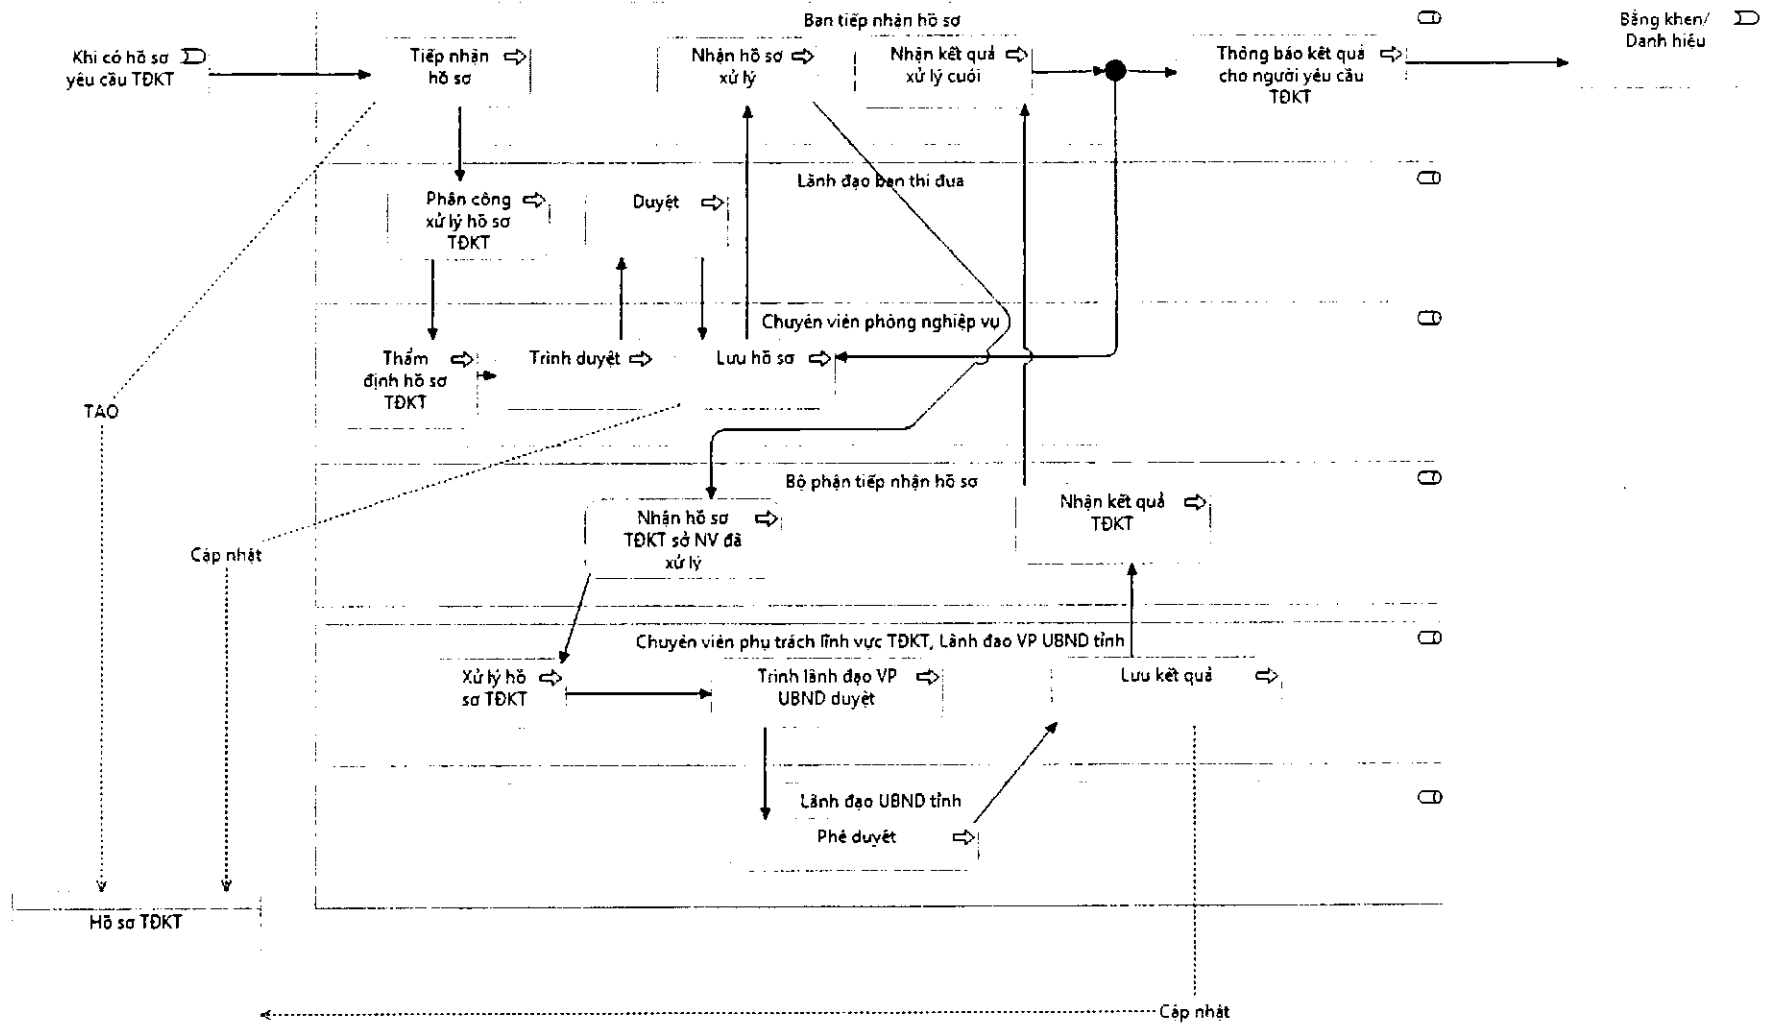 Ban tiếp nhận hồ sơ
Khi có hồ sơ
yêu cầu TĐKT
Tiếp nhận
hồ sơ
Nhận hồ sơ
xử lý
Nhận kết quả
xử lý cuối
Thông báo kết quả
cho người yêu cầu
TĐKT
Bằng khen/
Danh hiệu
Lãnh đạo ban thi đua
Phân công
xử lý hồ sơ
TĐKT
Duyệt
Chuyên viên phòng nghiệp vụ
Thẩm
định hồ sơ
TĐKT
Trình duyệt
Lưu hồ sơ
TẠO
Bộ phận tiếp nhận hồ sơ
Nhận hồ sơ
TĐKT sở NV đã
xử lý
Nhận kết quả
TĐKT
Cập nhật
Chuyên viên phụ trách lĩnh vực TĐKT, Lãnh đạo VP UBND tỉnh
Xử lý hồ
sơ TĐKT
Trình lãnh đạo VP
UBND duyệt
Lưu kết quả
Lãnh đạo UBND tỉnh
Phê duyệt
Hồ sơ TĐKT
Cập nhật